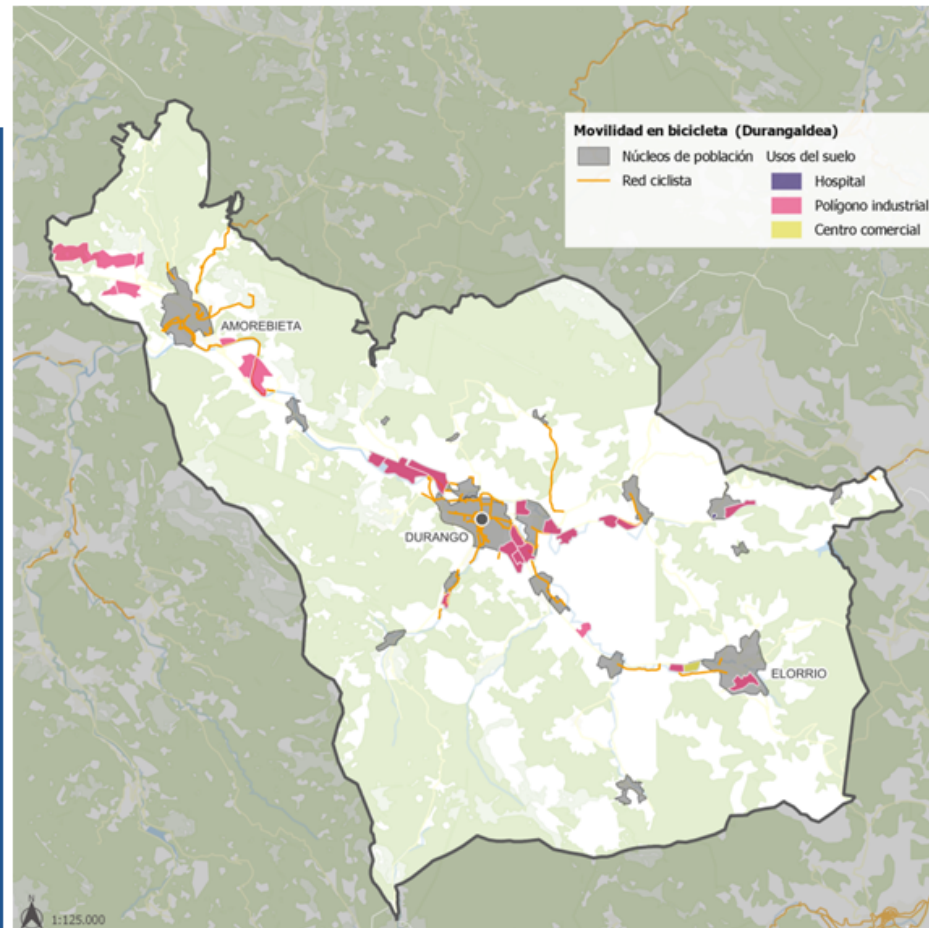 Movilidad en bicicleta (Durangaldea)
Núcleos de población Usos del suelo
Red ciclista
Hospital
Polígono industrial
Centro comercial
AMOREBIETA
DURANGO
ELORRIO
N
1:125.000